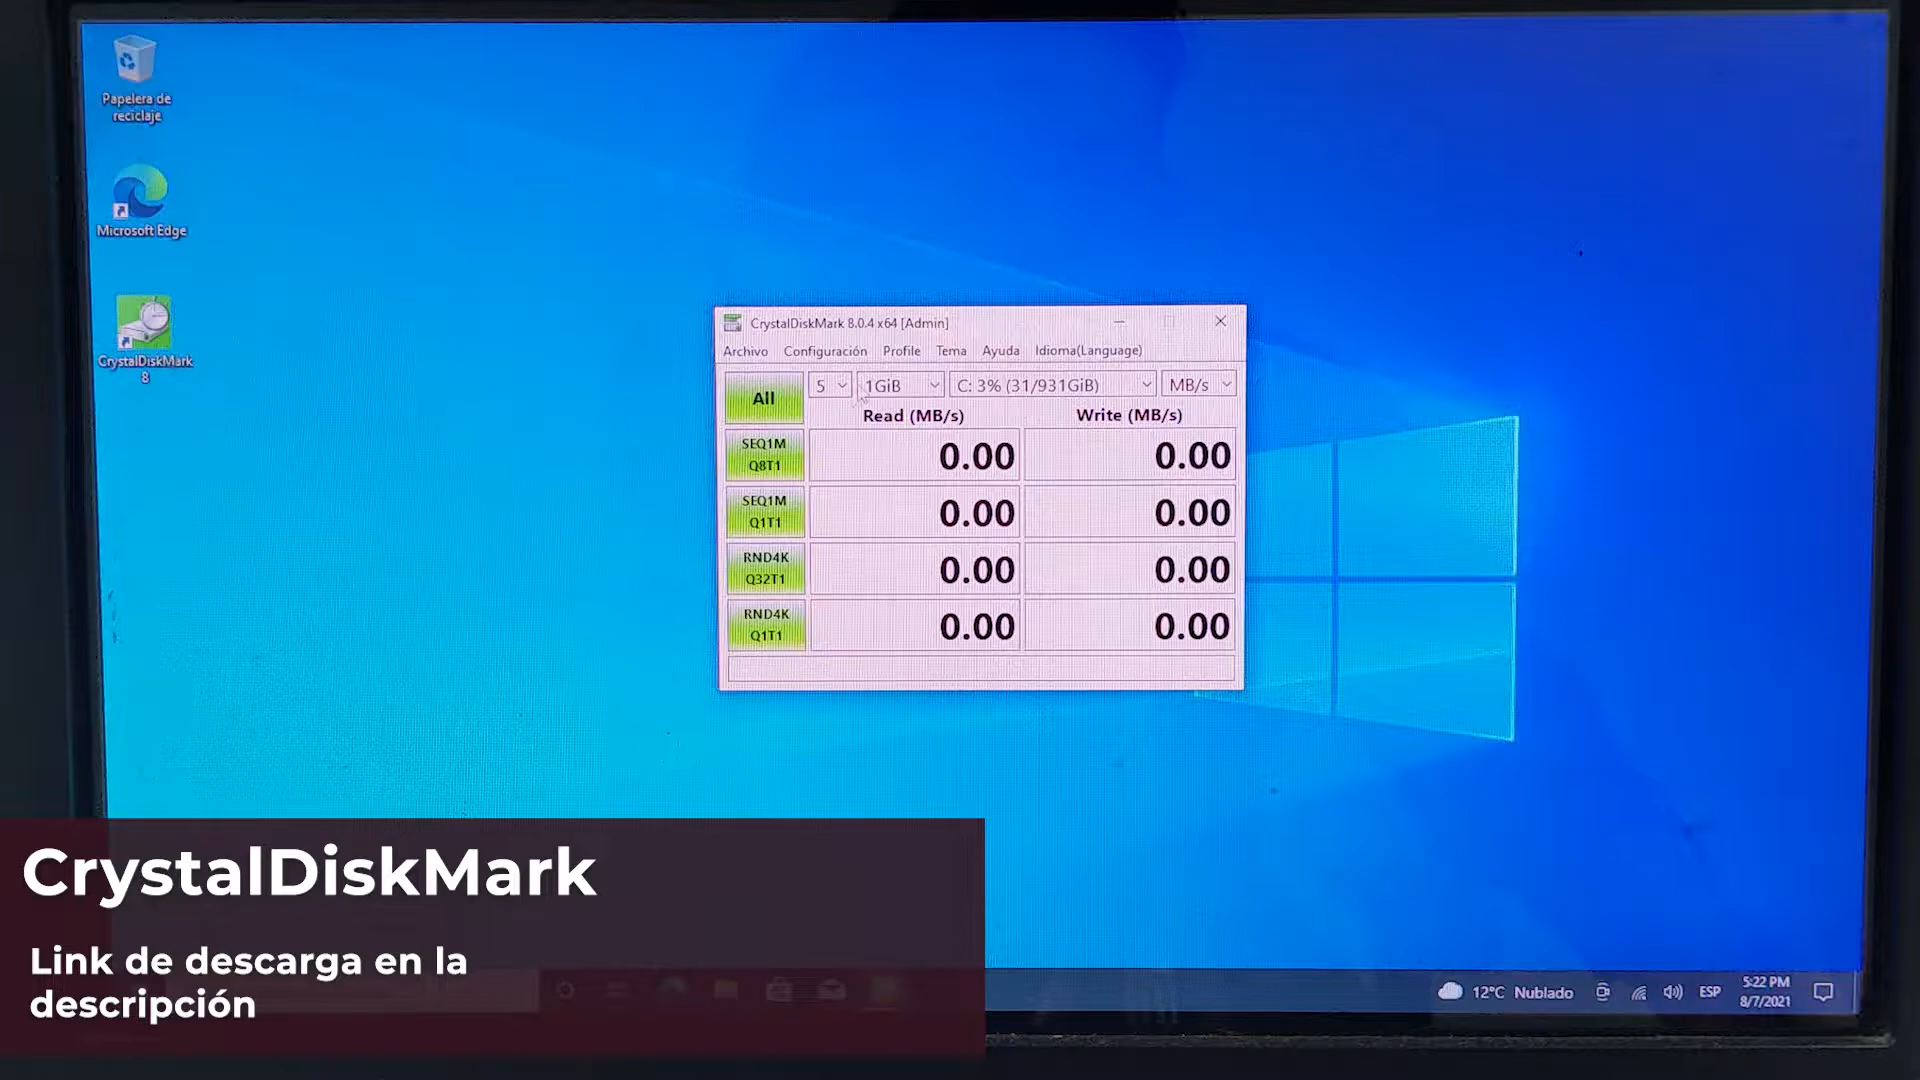 Papelera de
reciclaje
Microsoft Edge
CrystalDiskMark
8
CrystalDiskMark 8.0.4 x64 [Admin]
Archivo Configuración Profile Tema Ayuda Idioma(Language)
All 5 1GiB C: 3% (31/931GiB) MB/s
Read (MB/s) Write (MB/s)
SEQ1M
Q8T1 0.00 0.00
SEQ1M
Q1T1 0.00 0.00
RND4K
Q32T1 0.00 0.00
RND4K
Q1T1 0.00 0.00
CrystalDiskMark
Link de descarga en la
descripción
12°C Nublado ESP 5:22 PM
8/7/2021